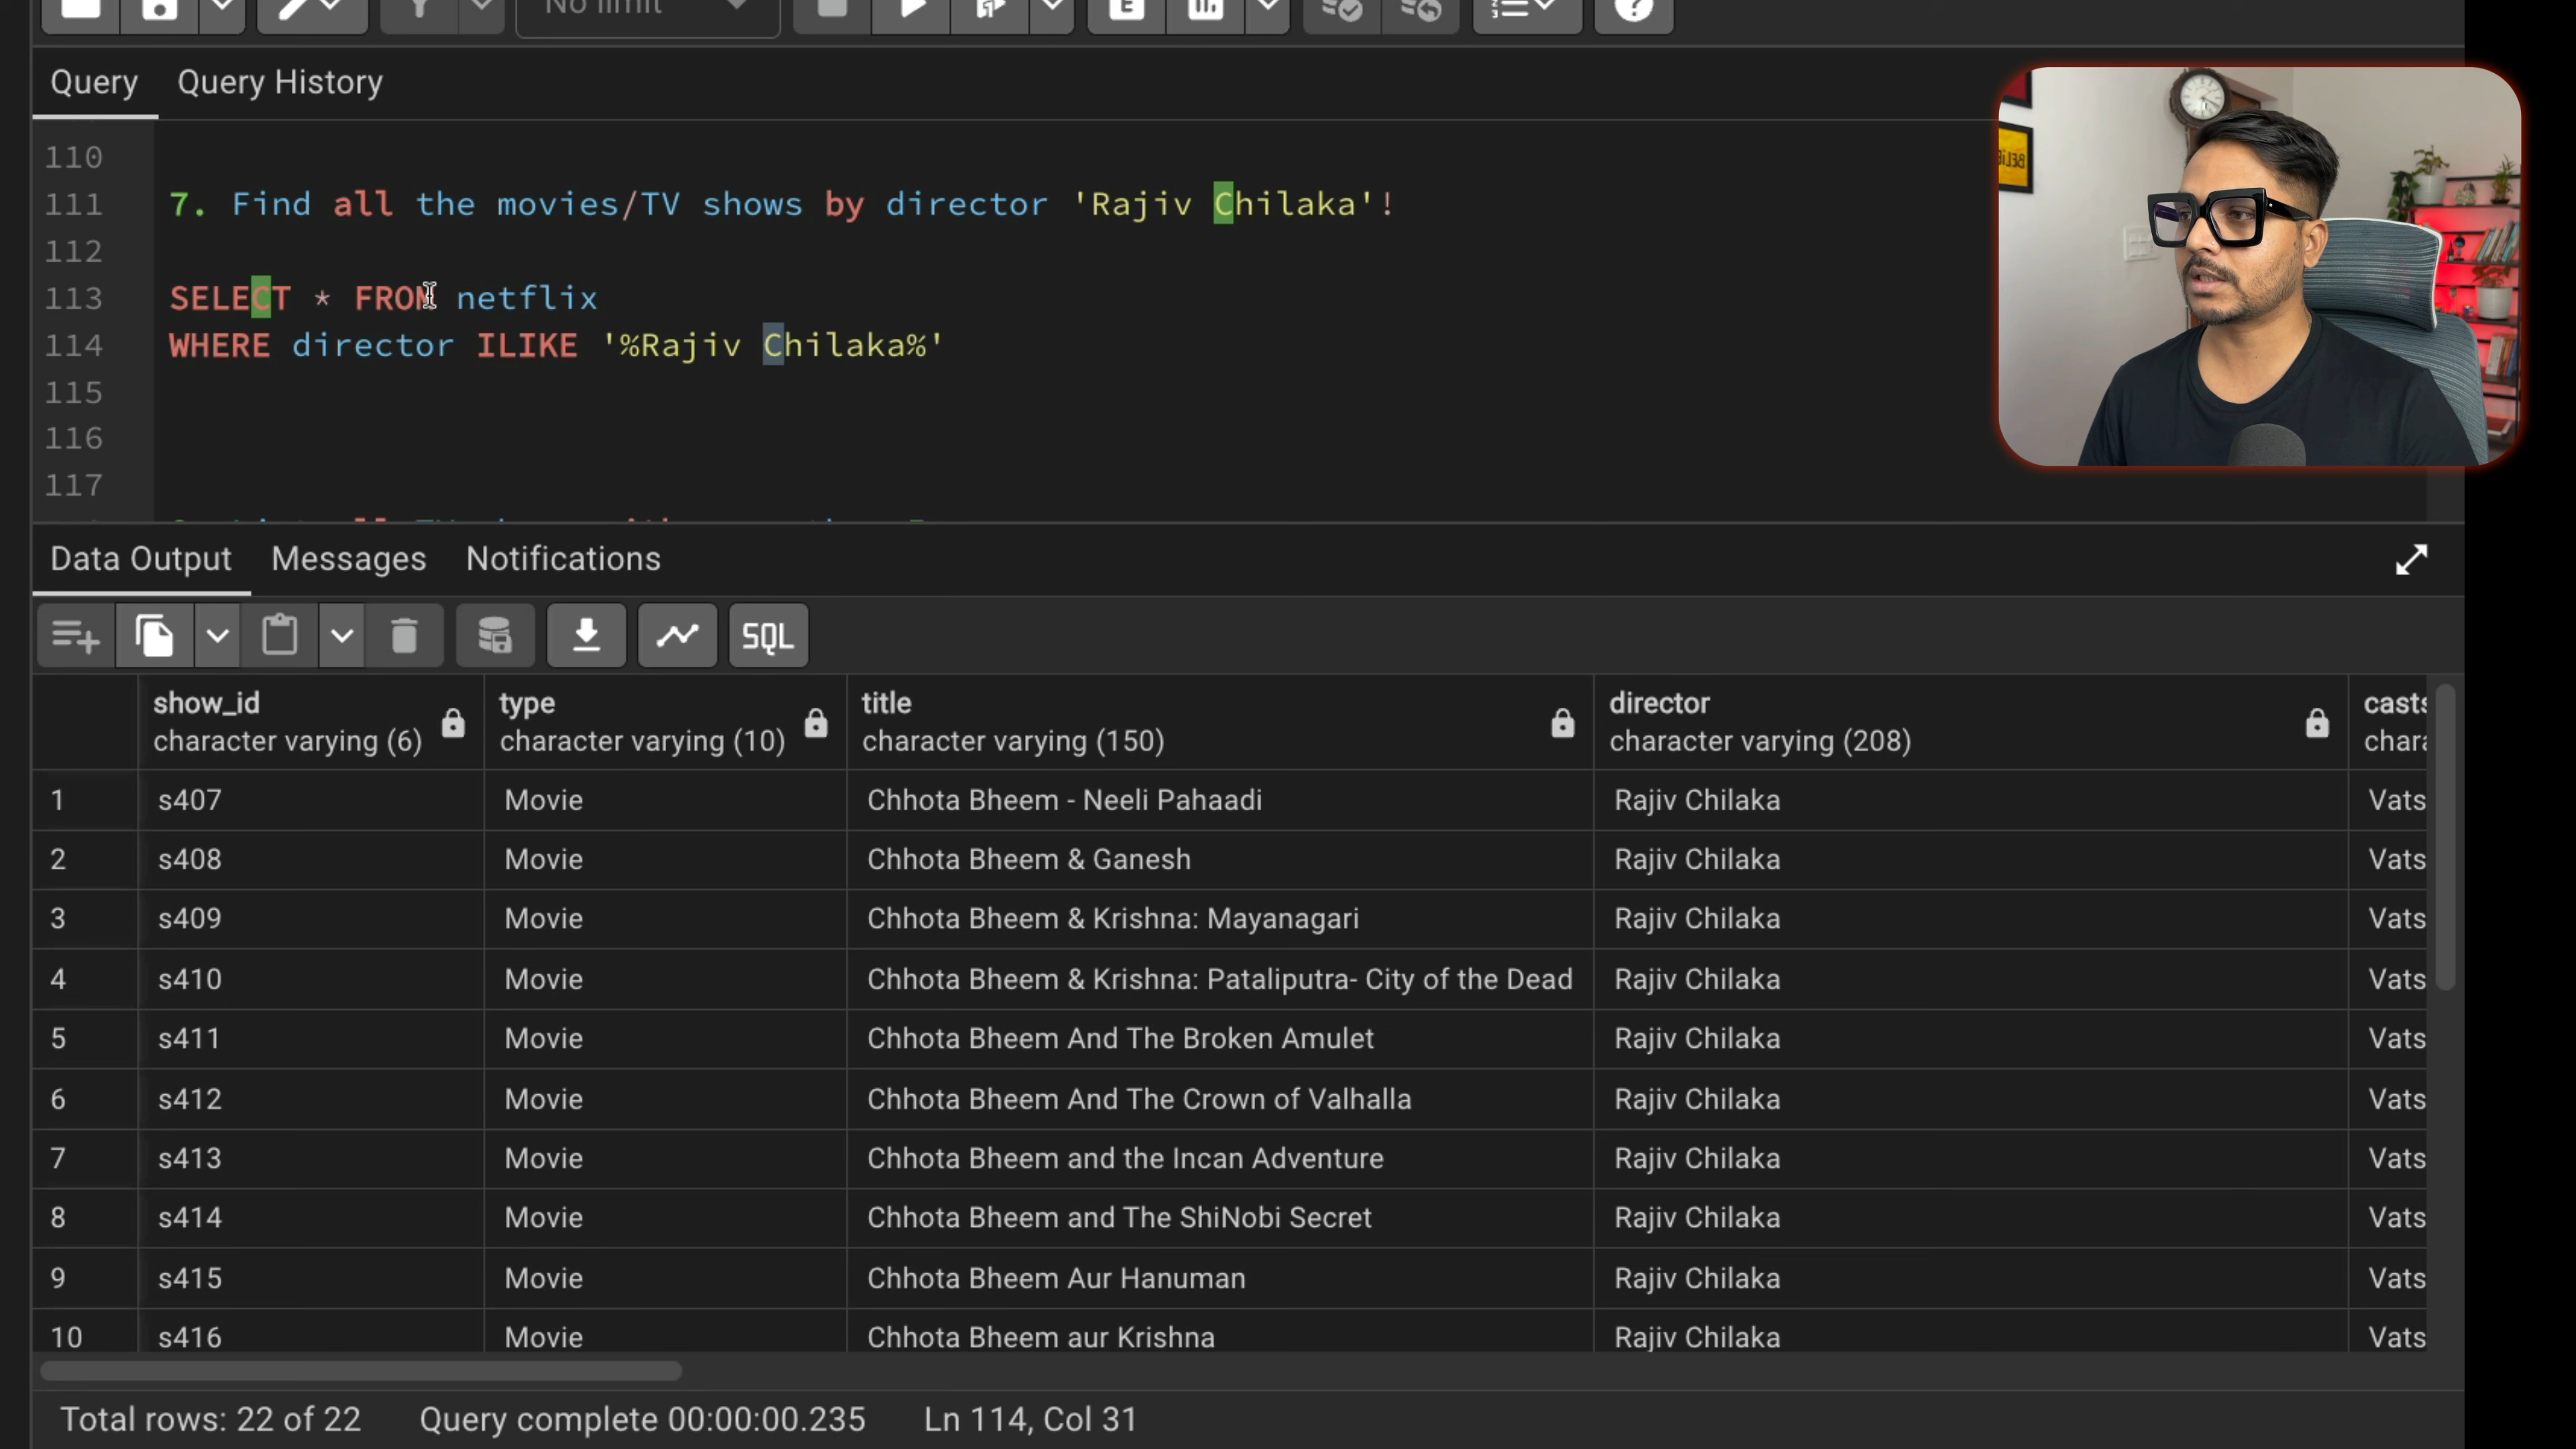 No limit
Query Query History
110
111 7. Find all the movies/TV shows by director 'Rajiv Chilaka'!
112
113 SELECT * FROM netflix
114 WHERE director ILIKE '%Rajiv Chilaka%'
115
116
117
Data Output Messages Notifications
SQL
show_id type title director casts
character varying (6) character varying (10) character varying (150) character varying (208)
1 s407 Movie Chhota Bheem - Neeli Pahaadi Rajiv Chilaka Vats
2 s408 Movie Chhota Bheem & Ganesh Rajiv Chilaka Vats
3 s409 Movie Chhota Bheem & Krishna: Mayanagari Rajiv Chilaka Vats
4 s410 Movie Chhota Bheem & Krishna: Pataliputra- City of the Dead Rajiv Chilaka Vats
5 s411 Movie Chhota Bheem And The Broken Amulet Rajiv Chilaka Vats
6 s412 Movie Chhota Bheem And The Crown of Valhalla Rajiv Chilaka Vats
7 s413 Movie Chhota Bheem and the Incan Adventure Rajiv Chilaka Vats
8 s414 Movie Chhota Bheem and The ShiNobi Secret Rajiv Chilaka Vats
9 s415 Movie Chhota Bheem Aur Hanuman Rajiv Chilaka Vats
10 s416 Movie Chhota Bheem aur Krishna Rajiv Chilaka Vats
Total rows: 22 of 22 Query complete 00:00:00.235 Ln 114, Col 31